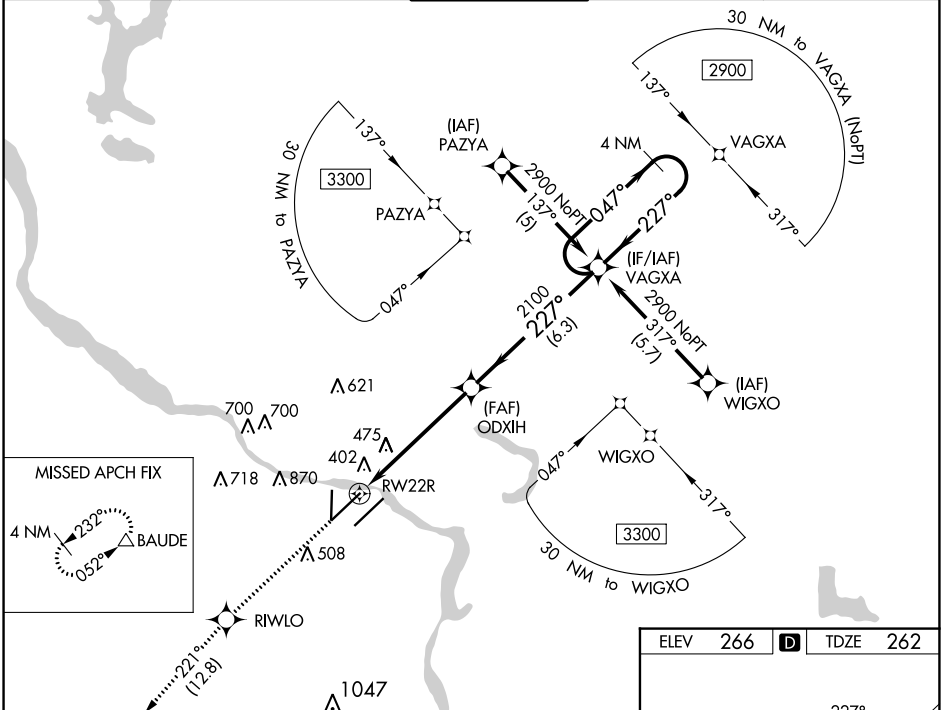 30 NM to VAGXA (NoPT)
2900
137°
VAGXA
317°
(IAF)
PAZYA
4 NM
2900 NoPT
137°
(5)
047°
227°
30 NM to PAZYA
137°
3300
PAZYA
047°
(IF/IAF)
VAGXA
2100
227°
(6.3)
2900 NoPT
317°
(5.7)
(IAF)
WIGXO
621
(FAF)
ODXIH
700
700
475
402
718
870
RW22R
WIGXO
047°
317°
3300
30 NM to WIGXO
MISSED APCH FIX
4 NM
232°
052°
BAUDE
508
RIWLO
221°
(12.8)
1047
ELEV 266 D TDZE 262